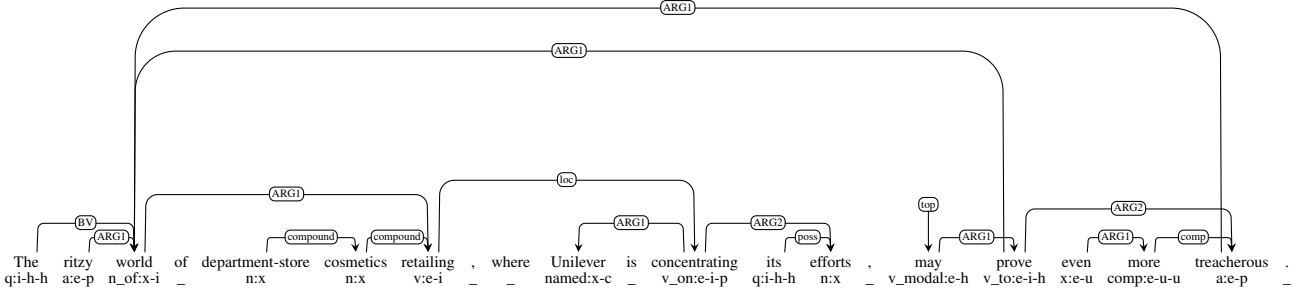 ARG1
ARG1
loc
ARG1
top
BV ARG1 ARG2 ARG2
ARG1 compound compound poss ARG1 ARG1 comp
The ritzy world of department-store cosmetics retailing , where Unilever is concentrating its efforts , may prove even more treacherous .
q:i-h-h a:e-p n_of:x-i _ n:x n:x v:e-i _ _ named:x-c _ v_on:e-i-p q:i-h-h n:x _ v_modal:e-h v_to:e-i-h x:e-u comp:e-u-u a:e-p _